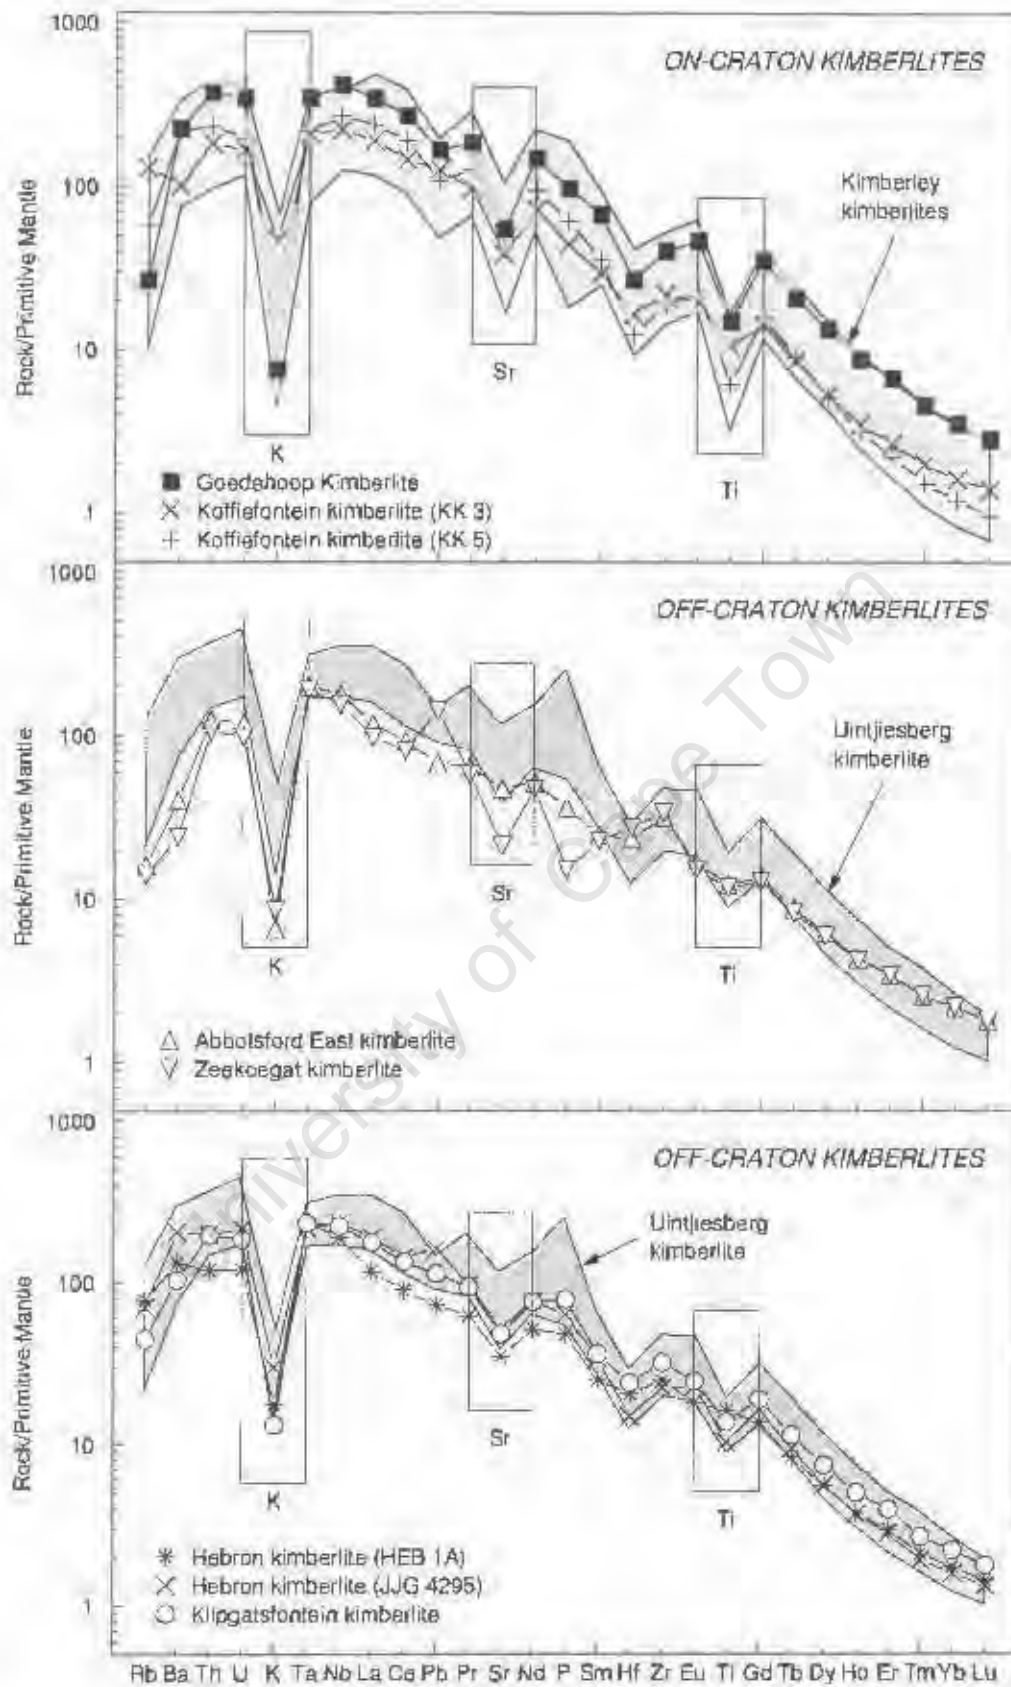 1000
ON-CRATON KIMBERLITES
100
Kimberley
kimberlites
Rock/Primitive Mantle
10
Sr
K
Ti
Goedehoop Kimberlite
Koffiefontein kimberlite (KK 3)
Koffiefontein kimberlite (KK 5)
1
1000
OFF-CRATON KIMBERLITES
100
Uintjiesberg
kimberlite
Rock/Primitive Mantle
10
Sr
K
Ti
Abbotsford East kimberlite
Zeekoegat kimberlite
1
1000
OFF-CRATON KIMBERLITES
Uintjiesberg
kimberlite
100
Rock/Primitive Mantle
10
Sr
K
Ti
Hebron kimberlite (HEB 1A)
Hebron kimberlite (JJG 4295)
Klipgatsfontein kimberlite
1
Rb Ba Th U K Ta Nb La Ce Pb Pr Sr Nd P Sm Hf Zr Eu Ti Gd Tb Dy Ho Er Tm Yb Lu
University of Cape Town